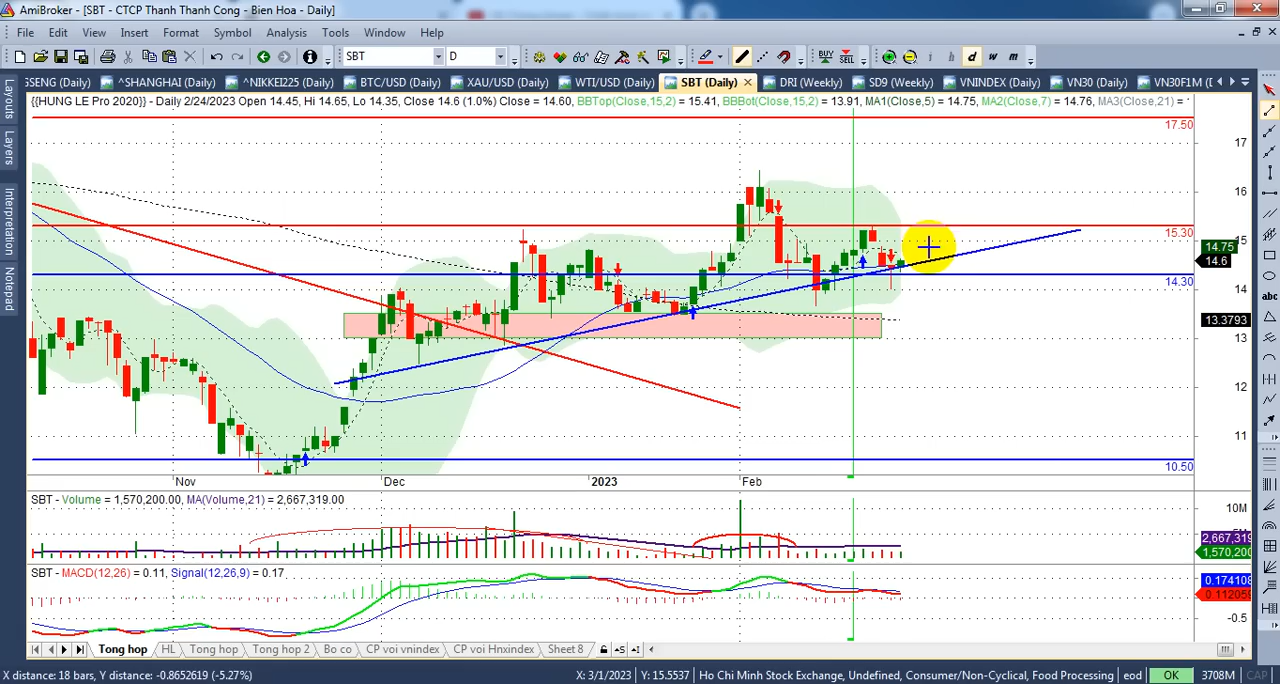 AmiBroker - [SBT - CTCP Thanh Thanh Cong - Bien Hoa - Daily]
File Edit View Insert Format Symbol Analysis Tools Window Help
SBT D BUY SELL i h d w m
SSENG (Daily) ^SHANGHAI (Daily) ^NIKKEI225 (Daily) BTC/USD (Daily) XAU/USD (Daily) WTI/USD (Daily) SBT (Daily) DRI (Weekly) SD9 (Weekly) VNINDEX (Daily) VN30 (Daily) VN30F1M (D
Layouts
Layers
Interpretation
Notepad
{{HUNG LE Pro 2020}} - Daily 2/24/2023 Open 14.45, Hi 14.65, Lo 14.35, Close 14.6 (1.0%) Close = 14.60, BBTop(Close,15,2) = 15.41, BBBot(Close,15,2) = 13.91, MA1(Close,5) = 14.75, MA2(Close,7) = 14.76, MA3(Close,21) =
17.50
17
16
15.30
15
14.75
14.6
14.30
14
13.3793
13
12
11
10.50
Nov Dec 2023 Feb
SBT - Volume = 1,570,200.00, MA(Volume,21) = 2,667,319.00
10M
2,667,319
1,570,200
SBT - MACD(12,26) = 0.11, Signal(12,26,9) = 0.17
0.174108
0.112059
-0.5
Tong hop HL Tong hop Tong hop 2 Bo co CP voi vnindex CP voi Hnxindex Sheet 8
X distance: 18 bars, Y distance: -0.8652619 (-5.27%) X: 3/1/2023 Y: 15.5537 Ho Chi Minh Stock Exchange, Undefined, Consumer/Non-Cyclical, Food Processing eod OK 3708M CAP
abc